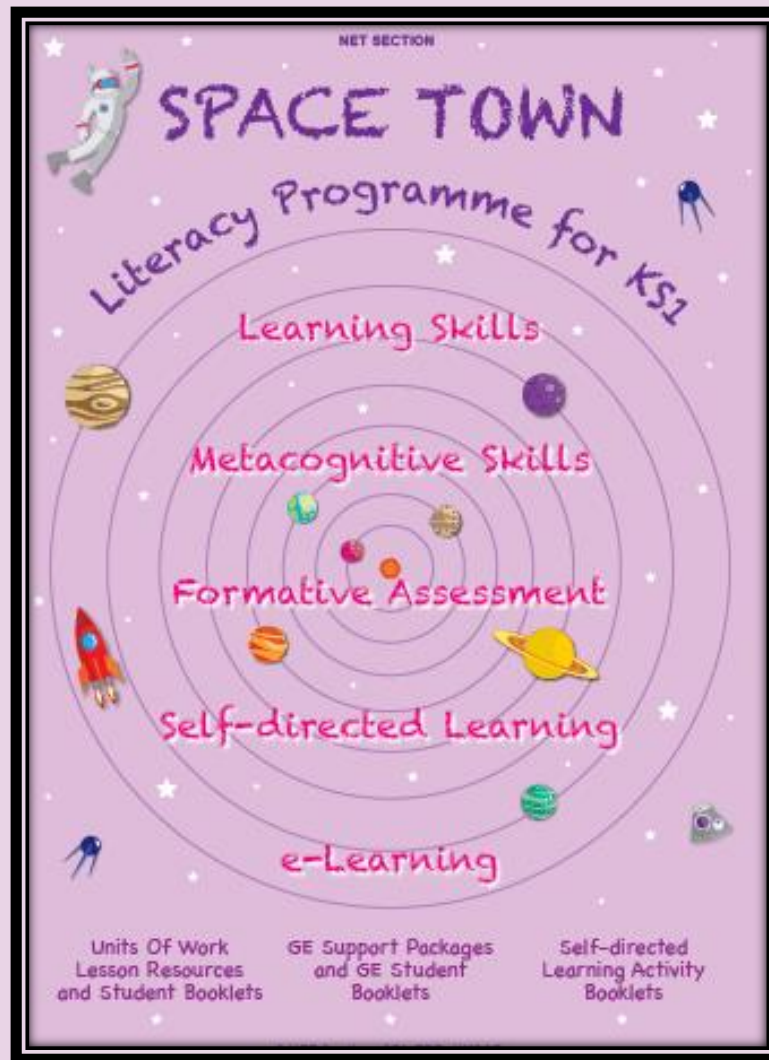 NET SECTION
SPACE TOWN
Literacy Programme for KS1
Learning Skills
Metacognitive Skills
Formative Assessment
Self-directed Learning
e-Learning
Units Of Work
Lesson Resources
and Student Booklets
GE Support Packages
and GE Student
Booklets
Self-directed
Learning Activity
Booklets